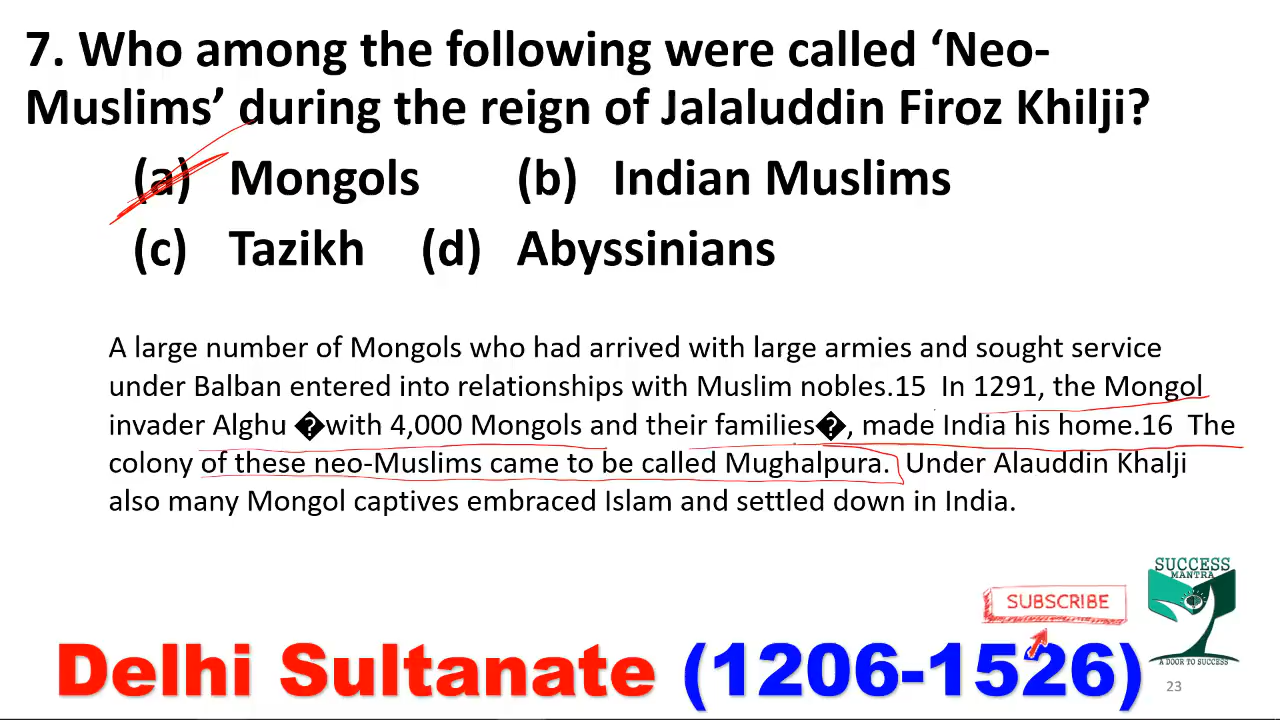 7. Who among the following were called ‘Neo-
Muslims’ during the reign of Jalaluddin Firoz Khilji?
(a) Mongols (b) Indian Muslims
(c) Tazikh (d) Abyssinians
A large number of Mongols who had arrived with large armies and sought service
under Balban entered into relationships with Muslim nobles.15 In 1291, the Mongol
invader Alghu �with 4,000 Mongols and their families�, made India his home.16 The
colony of these neo-Muslims came to be called Mughalpura. Under Alauddin Khalji
also many Mongol captives embraced Islam and settled down in India.
SUCCESS
MANTRA
SUBSCRIBE
A DOOR TO SUCCESS
Delhi Sultanate (1206-1526)
23